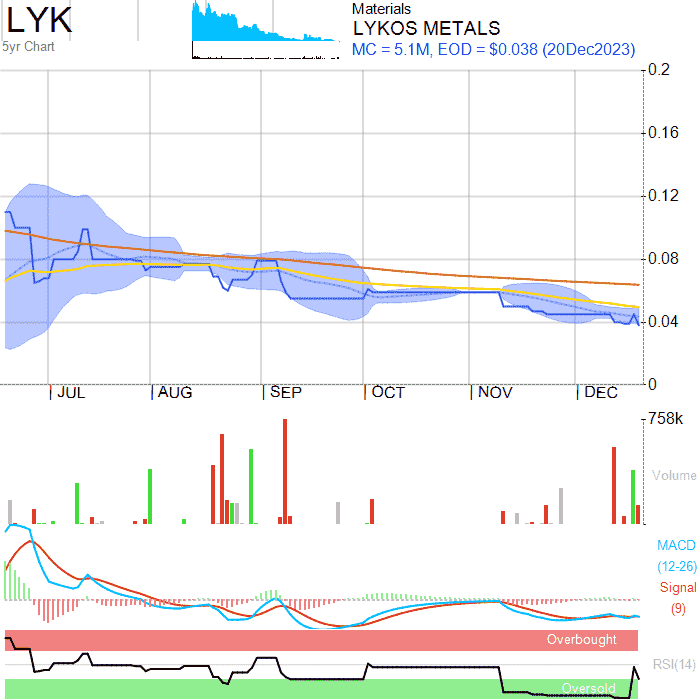 LYK
5yr Chart
Materials
LYKOS METALS
MC = 5.1M, EOD = $0.038 (20Dec2023)
0.2
0.16
0.12
0.08
0.04
0
JUL AUG SEP OCT NOV DEC
758k
Volume
MACD
(12-26)
Signal
(9)
Overbought
RSI(14)
Oversold